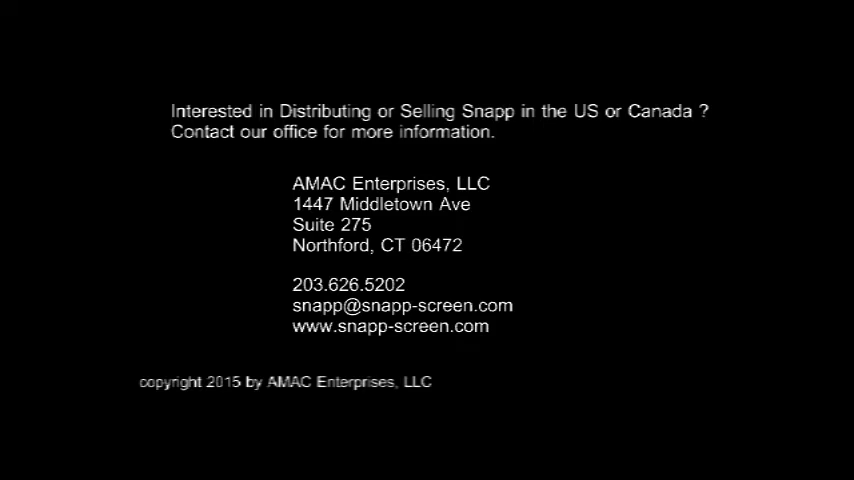 Interested in Distributing or Selling Snapp in the US or Canada ?
Contact our office for more information.
AMAC Enterprises, LLC
1447 Middletown Ave
Suite 275
Northford, CT 06472
203.626.5202
snapp@snapp-screen.com
www.snapp-screen.com
copyright 2015 by AMAC Enterprises, LLC